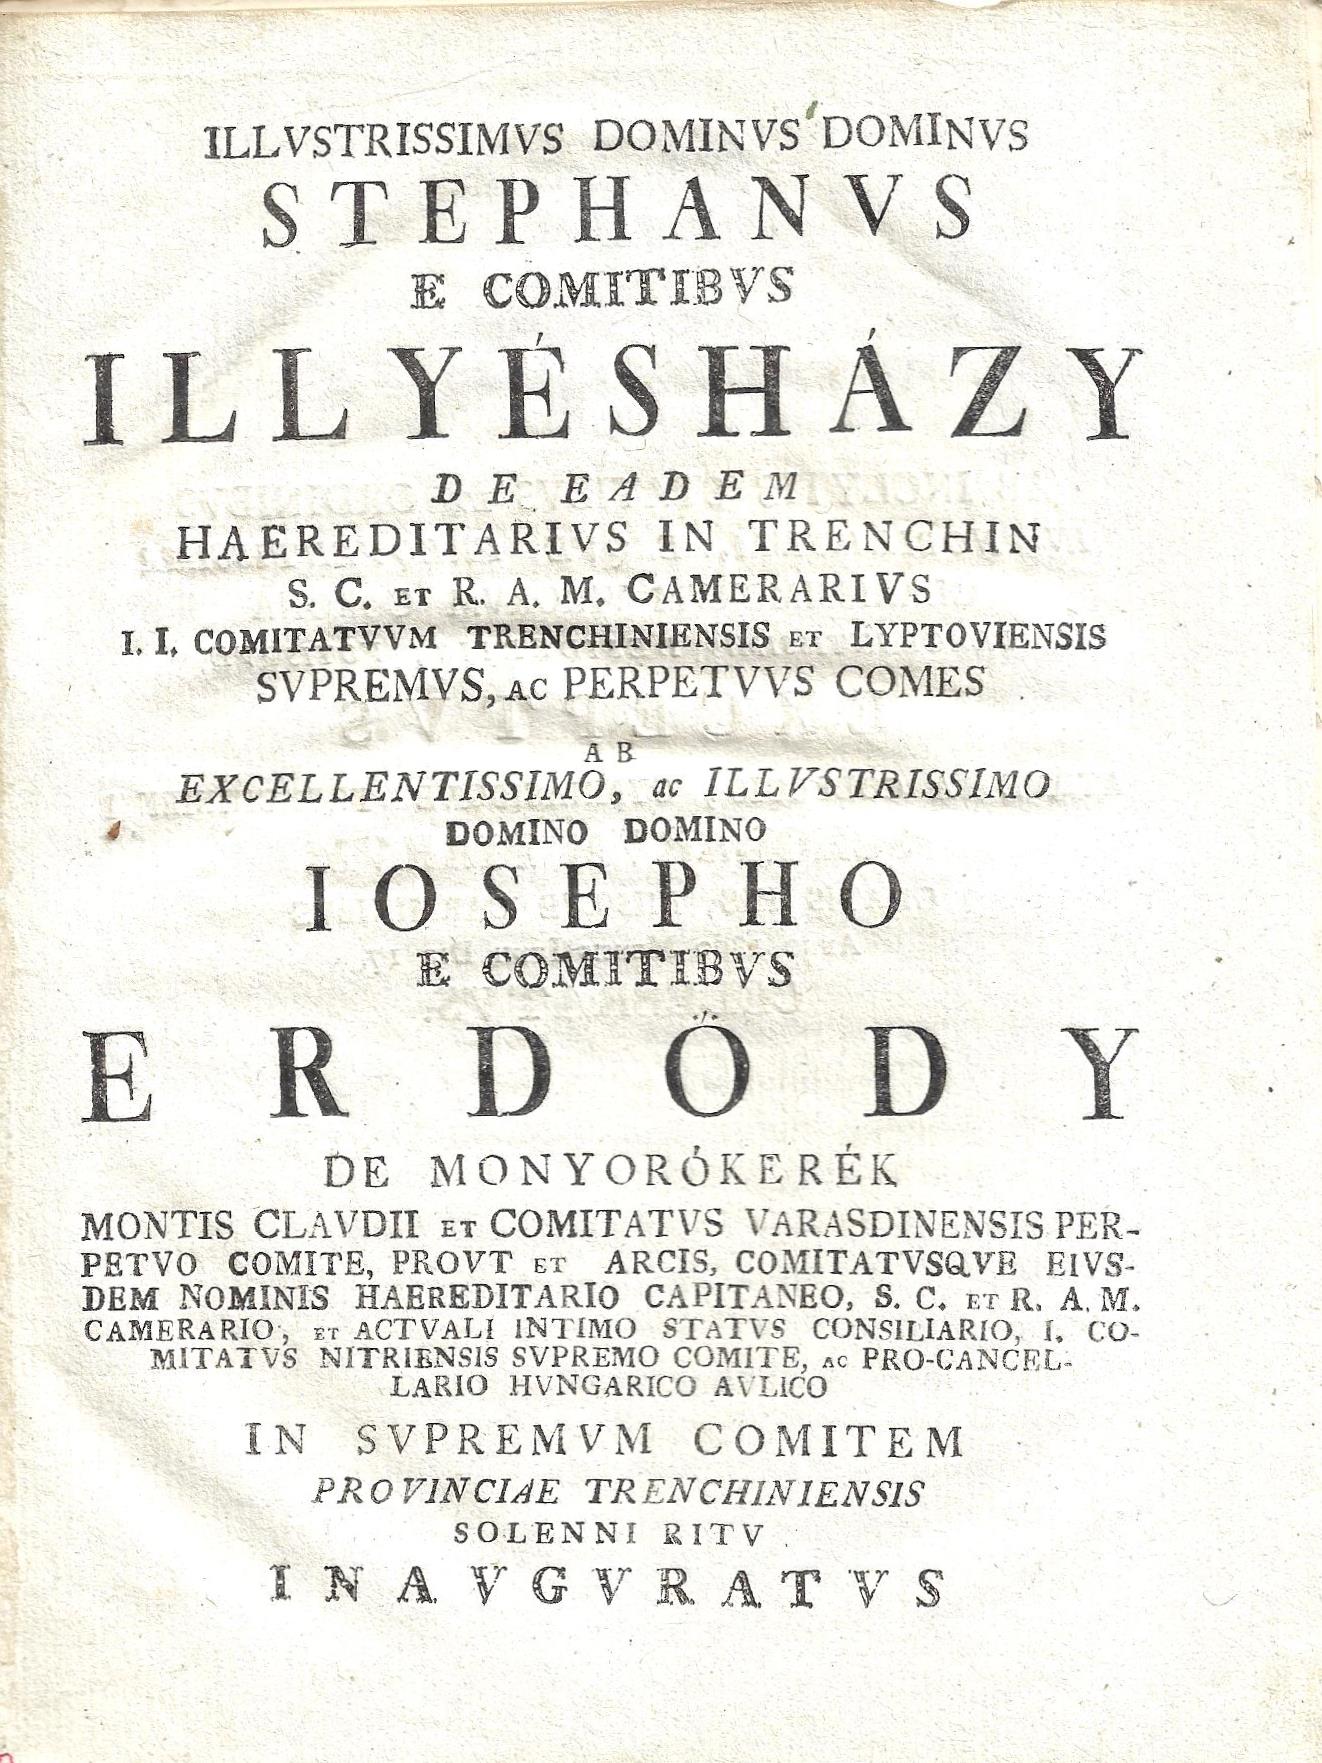 ILLVSTRISSIMVS DOMINVS DOMINVS
STEPHANVS
E COMITIBVS
ILLYÉSHÁZY
DE EADEM
HAEREDITARIVS IN TRENCHIN
S. C. ET R. A. M. CAMERARIVS
I. I. COMITATVVM TRENCHINIENSIS ET LYPTOVIENSIS
SVPREMVS, AC PERPETVVS COMES
AB
EXCELLENTISSIMO, ac ILLVSTRISSIMO
DOMINO DOMINO
IOSEPHO
E COMITIBVS
ERDŐDY
DE MONYORÓKERÉK
MONTIS CLAVDII ET COMITATVS VARASDINENSIS PER-
PETVO COMITE, PROVT ET ARCIS, COMITATVSQVE EIVS-
DEM NOMINIS HAEREDITARIO CAPITANEO, S. C. ET R. A. M.
CAMERARIO, ET ACTVALI INTIMO STATVS CONSILIARIO, I. CO-
MITATVS NITRIENSIS SVPREMO COMITE, AC PRO-CANCEL-
LARIO HVNGARICO AVLICO
IN SVPREMVM COMITEM
PROVINCIAE TRENCHINIENSIS
SOLENNI RITV
INAVGVRATVS